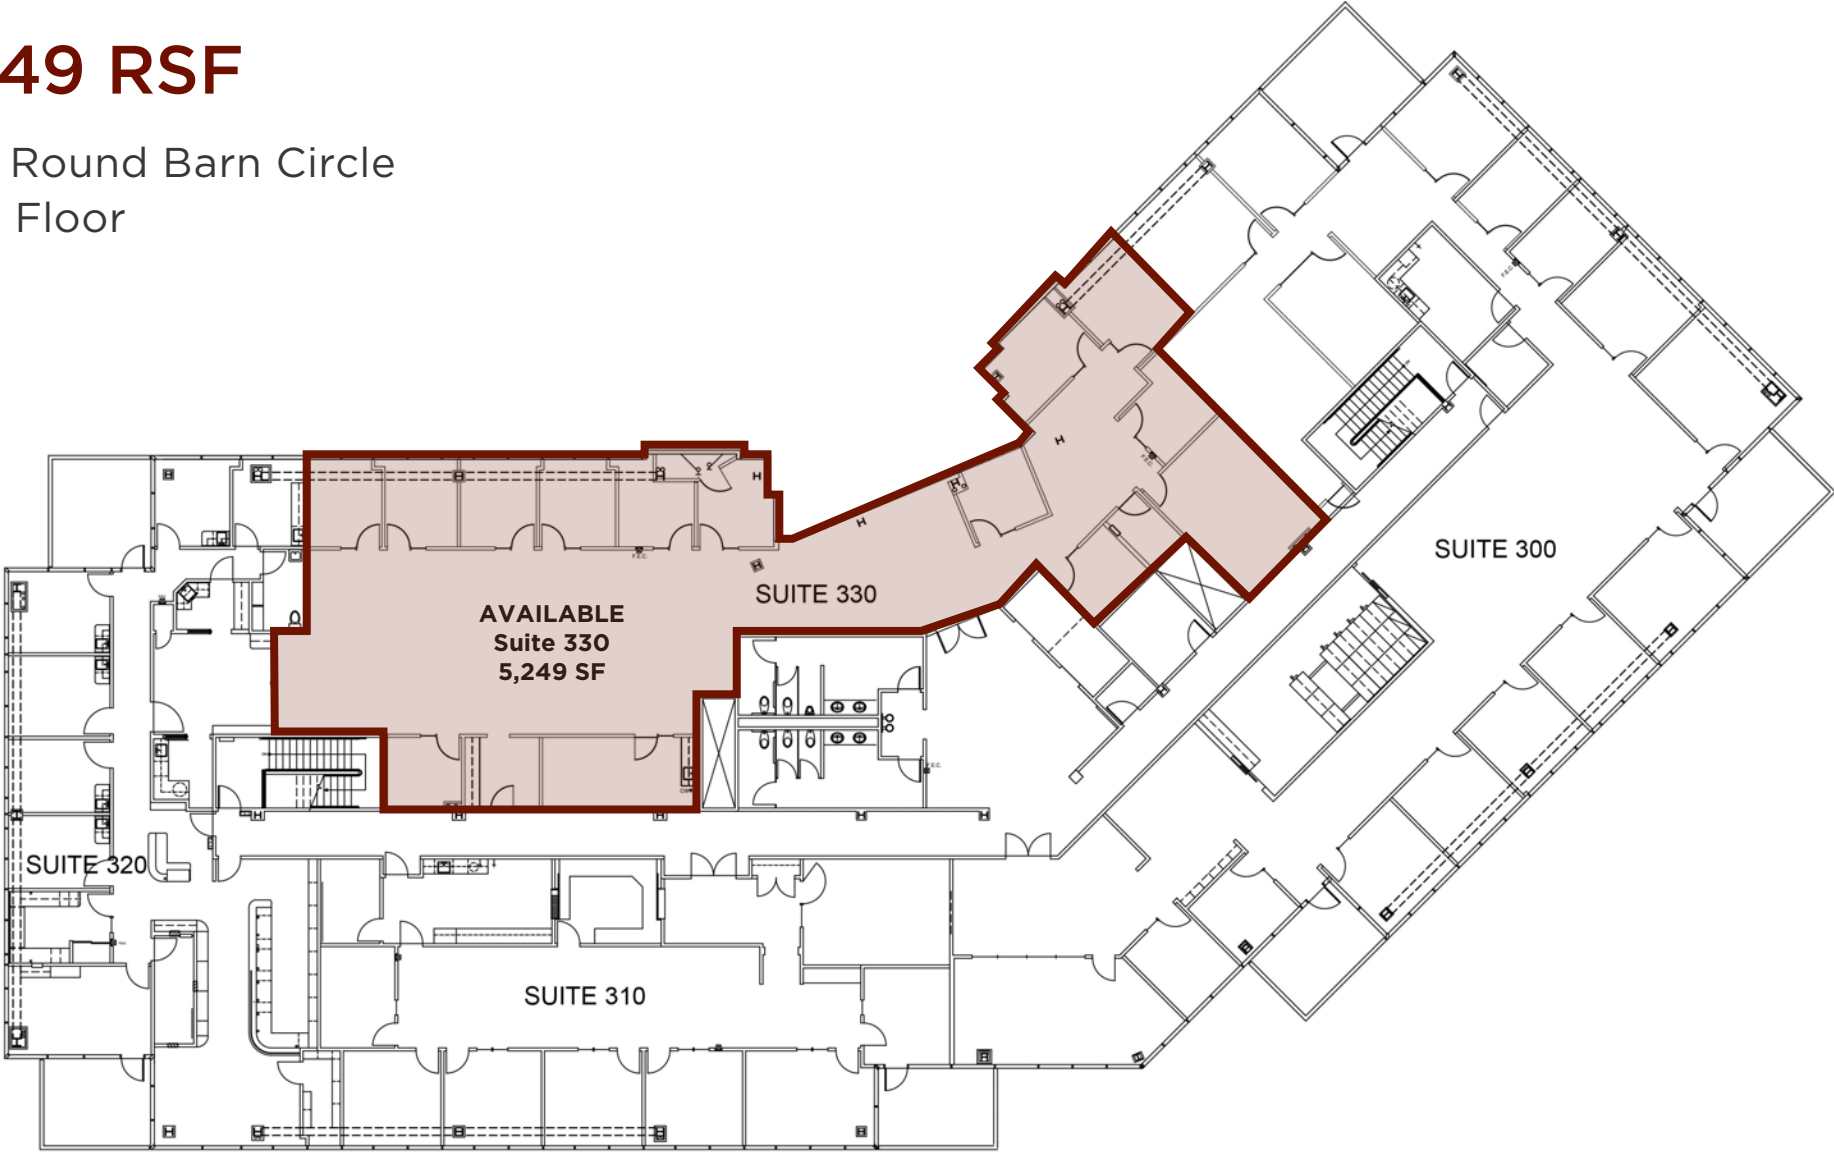 49 RSF
Round Barn Circle
Floor
SUITE 300
SUITE 330
AVAILABLE
Suite 330
5,249 SF
F.E.C.
F.E.C.
F.E.C.
F.E.C.
SUITE 320
SUITE 310